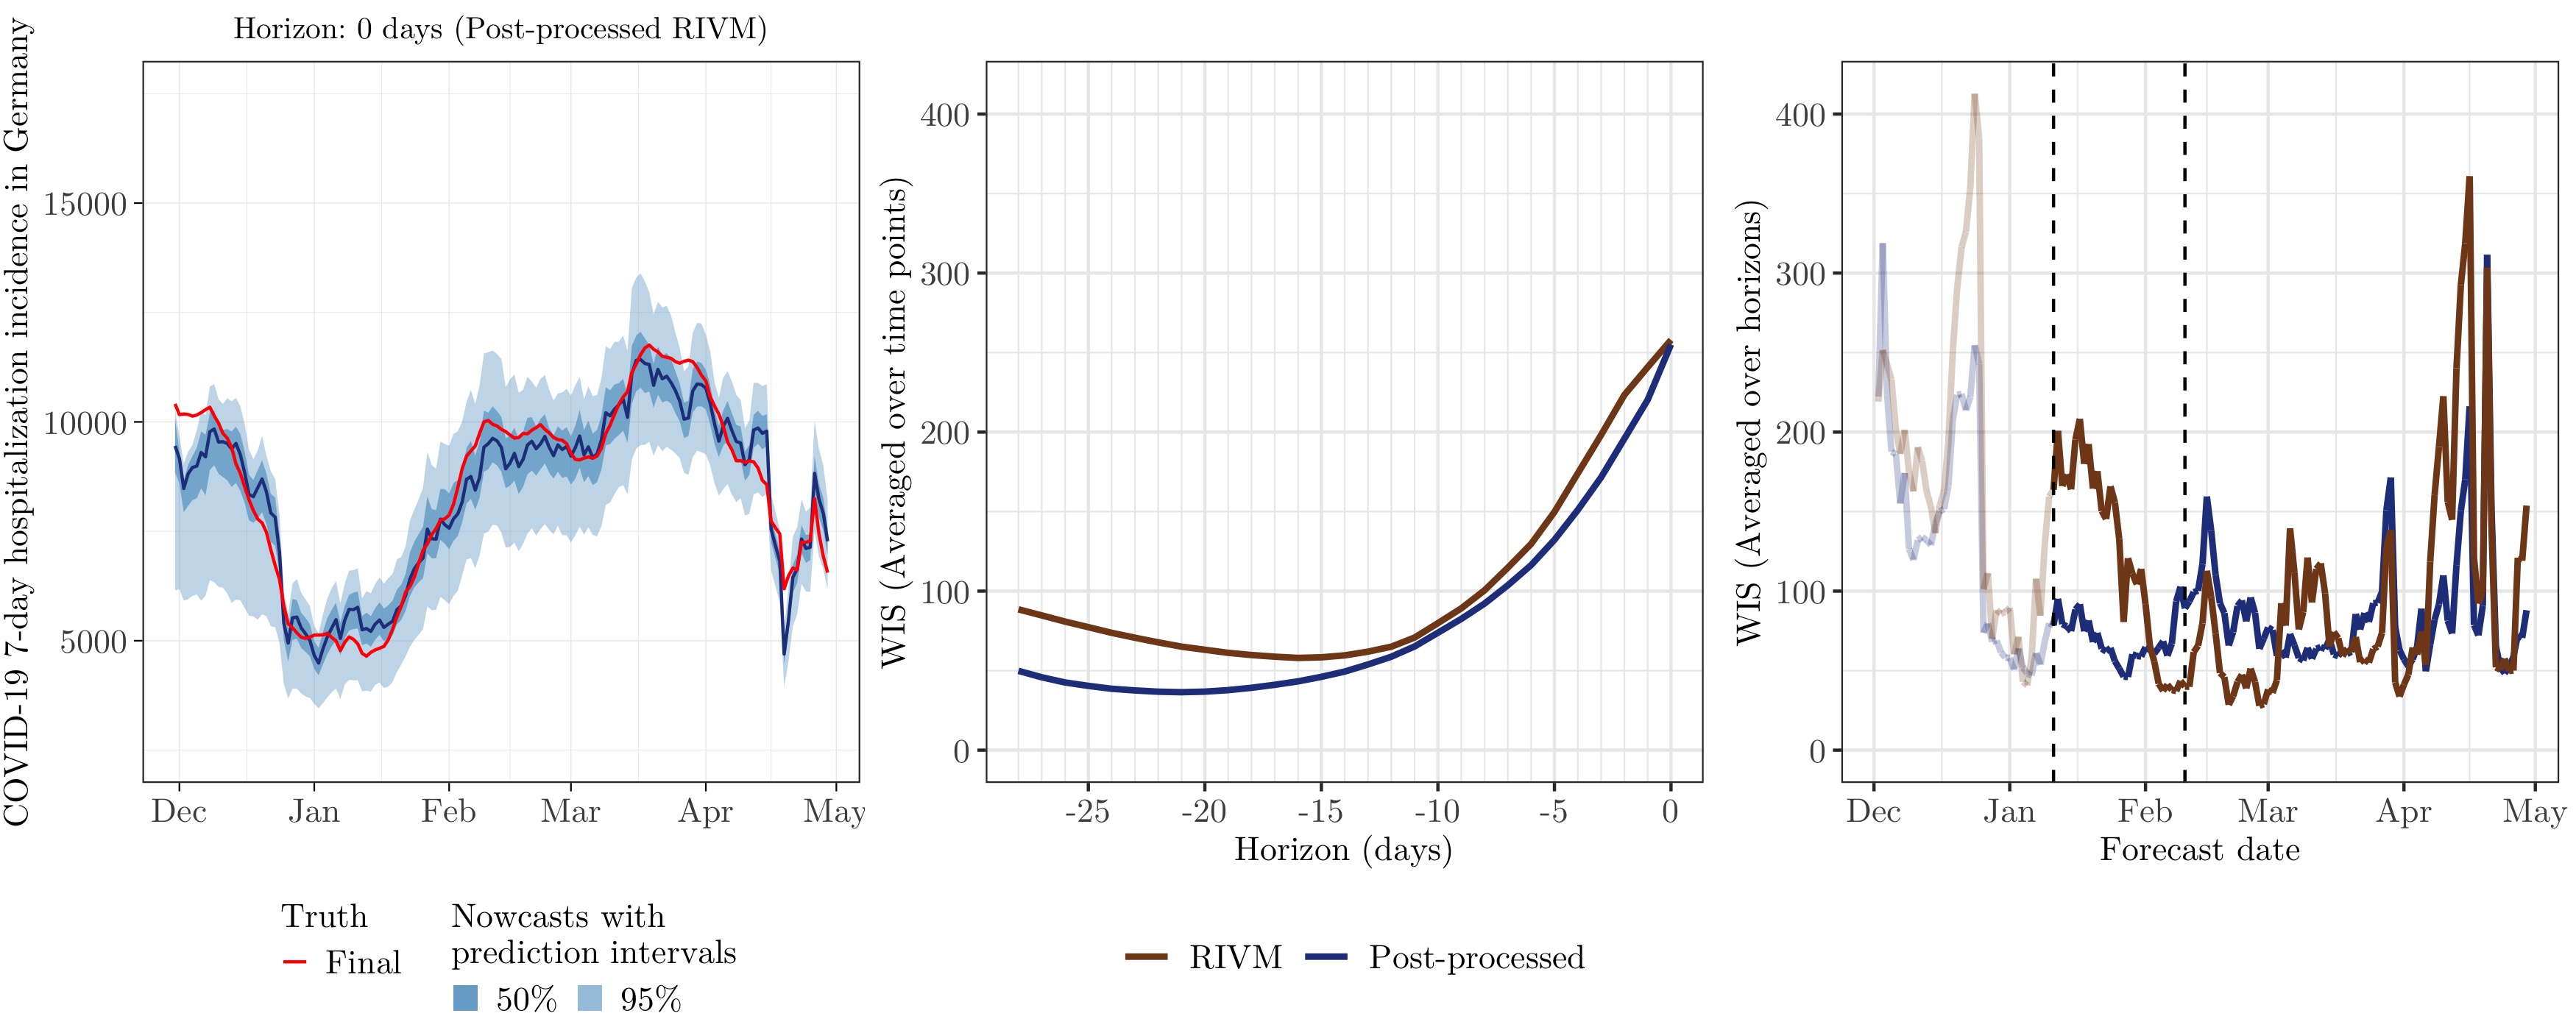 Horizon: 0 days (Post-processed RIVM)
COVID-19 7-day hospitalization incidence in Germany
15000
10000
5000
Dec Jan Feb Mar Apr May
Truth
Final
Nowcasts with
prediction intervals
50% 95%
WIS (Averaged over time points)
400
300
200
100
0
-25 -20 -15 -10 -5 0
Horizon (days)
RIVM Post-processed
WIS (Averaged over horizons)
400
300
200
100
0
Dec Jan Feb Mar Apr May
Forecast date